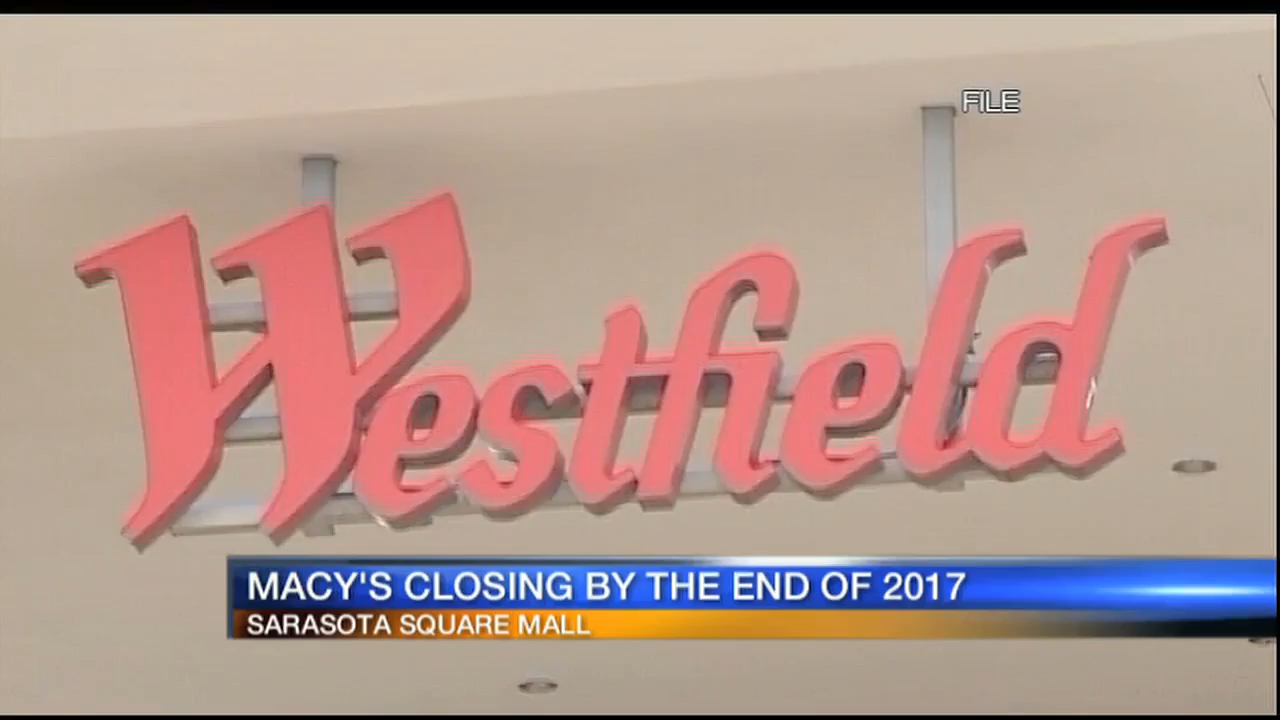 FILE
Westfield
MACY'S CLOSING BY THE END OF 2017
SARASOTA SQUARE MALL